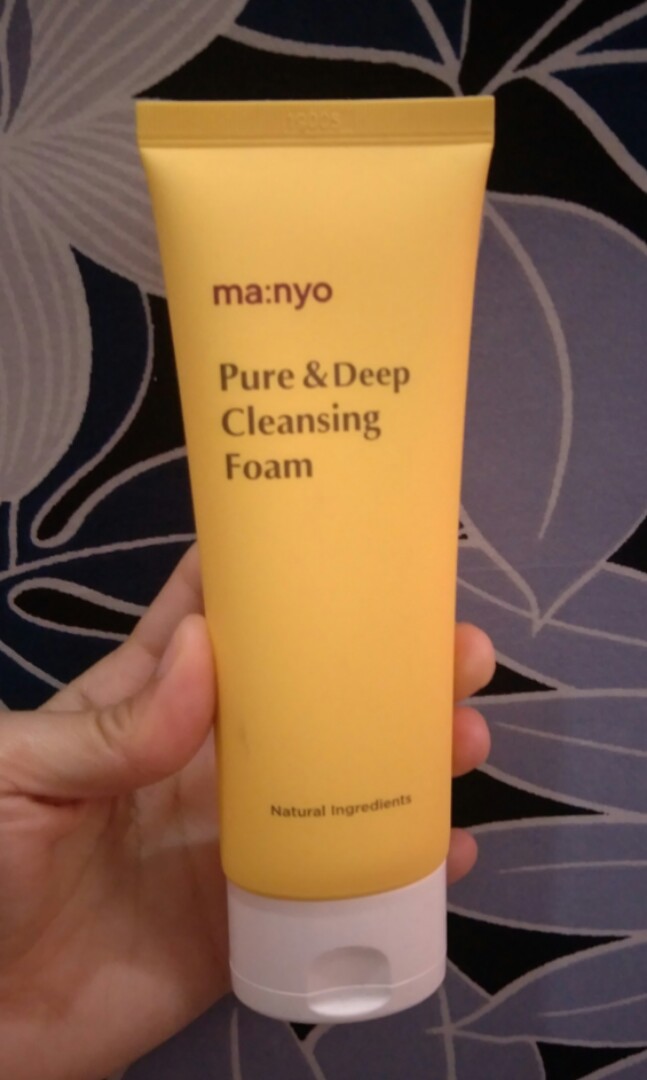 ma:nyo
Pure & Deep
Cleansing
Foam
Natural Ingredients